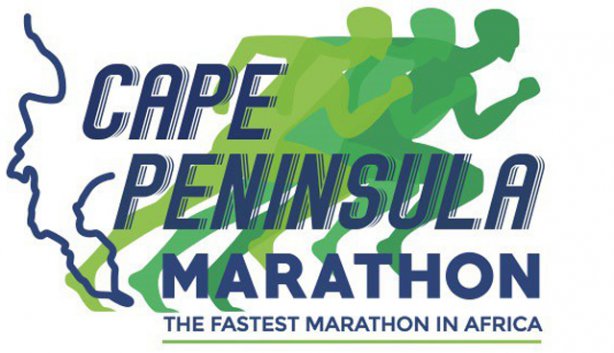 CAPE
PENINSULA
MARATHON
THE FASTEST MARATHON IN AFRICA